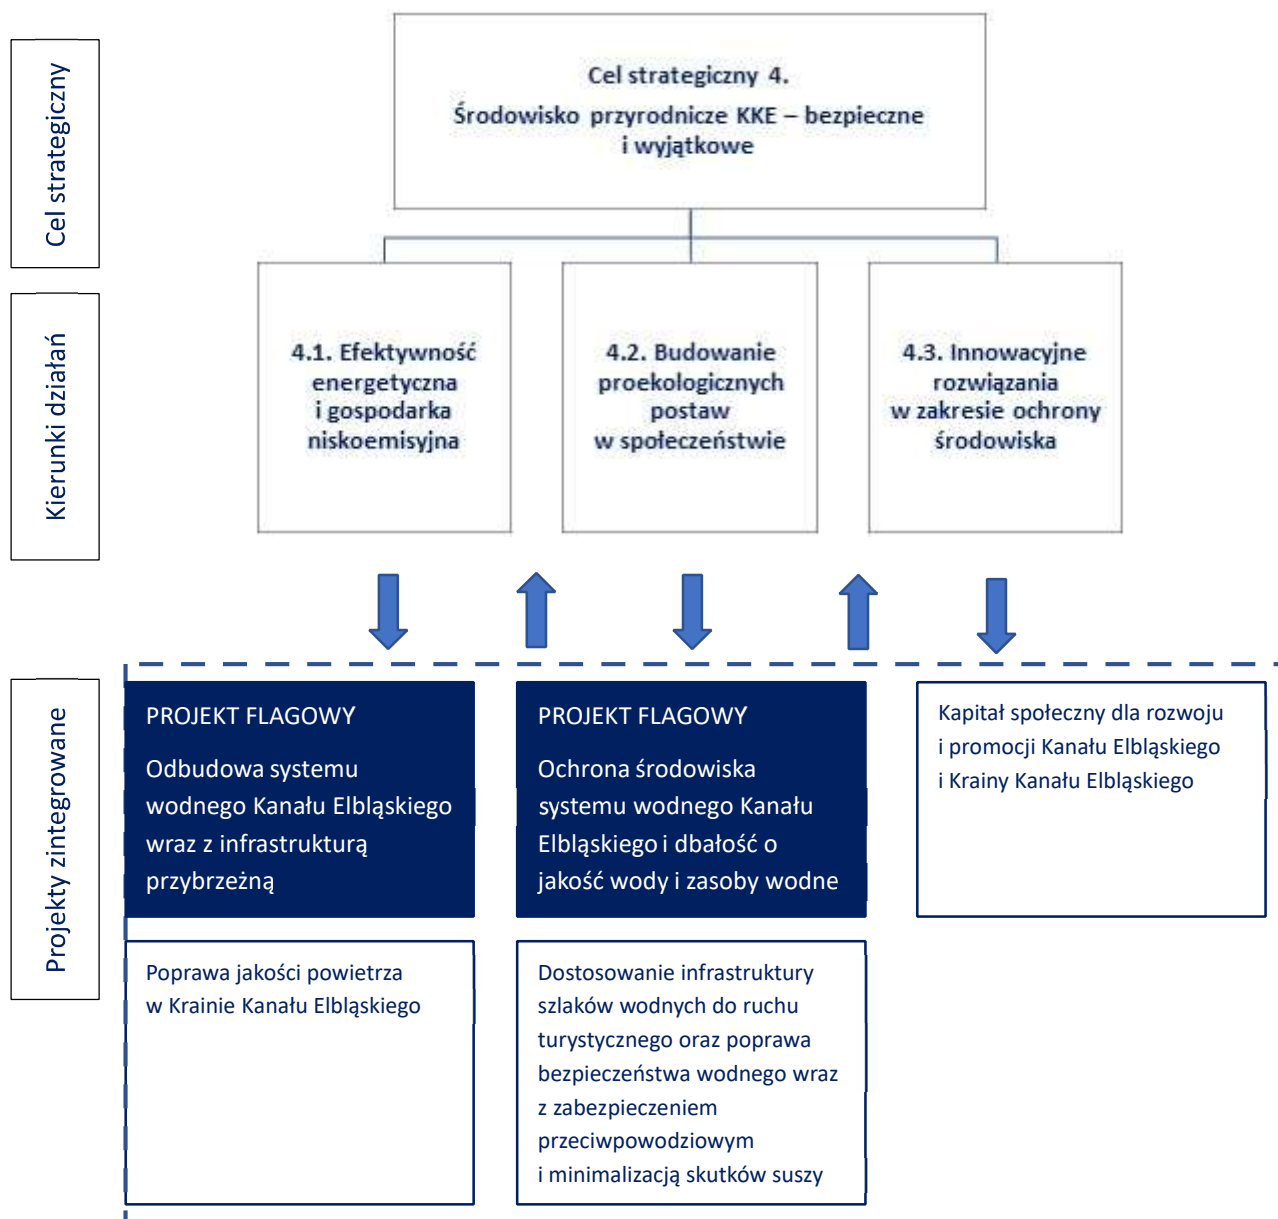 Cel strategiczny
Cel strategiczny 4.
Środowisko przyrodnicze KKE – bezpieczne
i wyjątkowe
Kierunki działań
4.1. Efektywność
energetyczna
i gospodarka
niskoemisyjna
4.2. Budowanie
proekologicznych
postaw
w społeczeństwie
4.3. Innowacyjne
rozwiązania
w zakresie ochrony
środowiska
Projekty zintegrowane
PROJEKT FLAGOWY
Odbudowa systemu
wodnego Kanału Elbląskiego
wraz z infrastrukturą
przybrzeżną
PROJEKT FLAGOWY
Ochrona środowiska
systemu wodnego Kanału
Elbląskiego i dbałość o
jakość wody i zasoby wodne
Kapitał społeczny dla rozwoju
i promocji Kanału Elbląskiego
i Krainy Kanału Elbląskiego
Poprawa jakości powietrza
w Krainie Kanału Elbląskiego
Dostosowanie infrastruktury
szlaków wodnych do ruchu
turystycznego oraz poprawa
bezpieczeństwa wodnego wraz
z zabezpieczeniem
przeciwpowodziowym
i minimalizacją skutków suszy